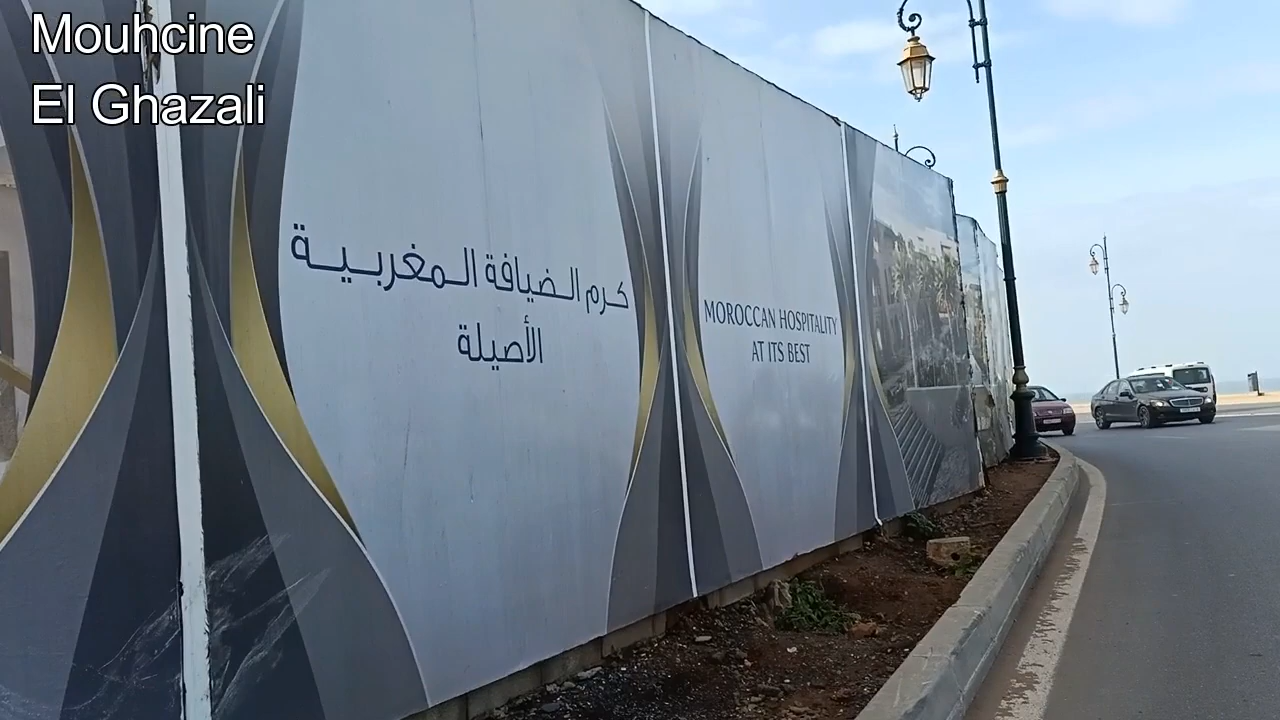 Mouhcine
El Ghazali
كرم الضيافة المغربية
الأصيلة
MOROCCAN HOSPITALITY
AT ITS BEST